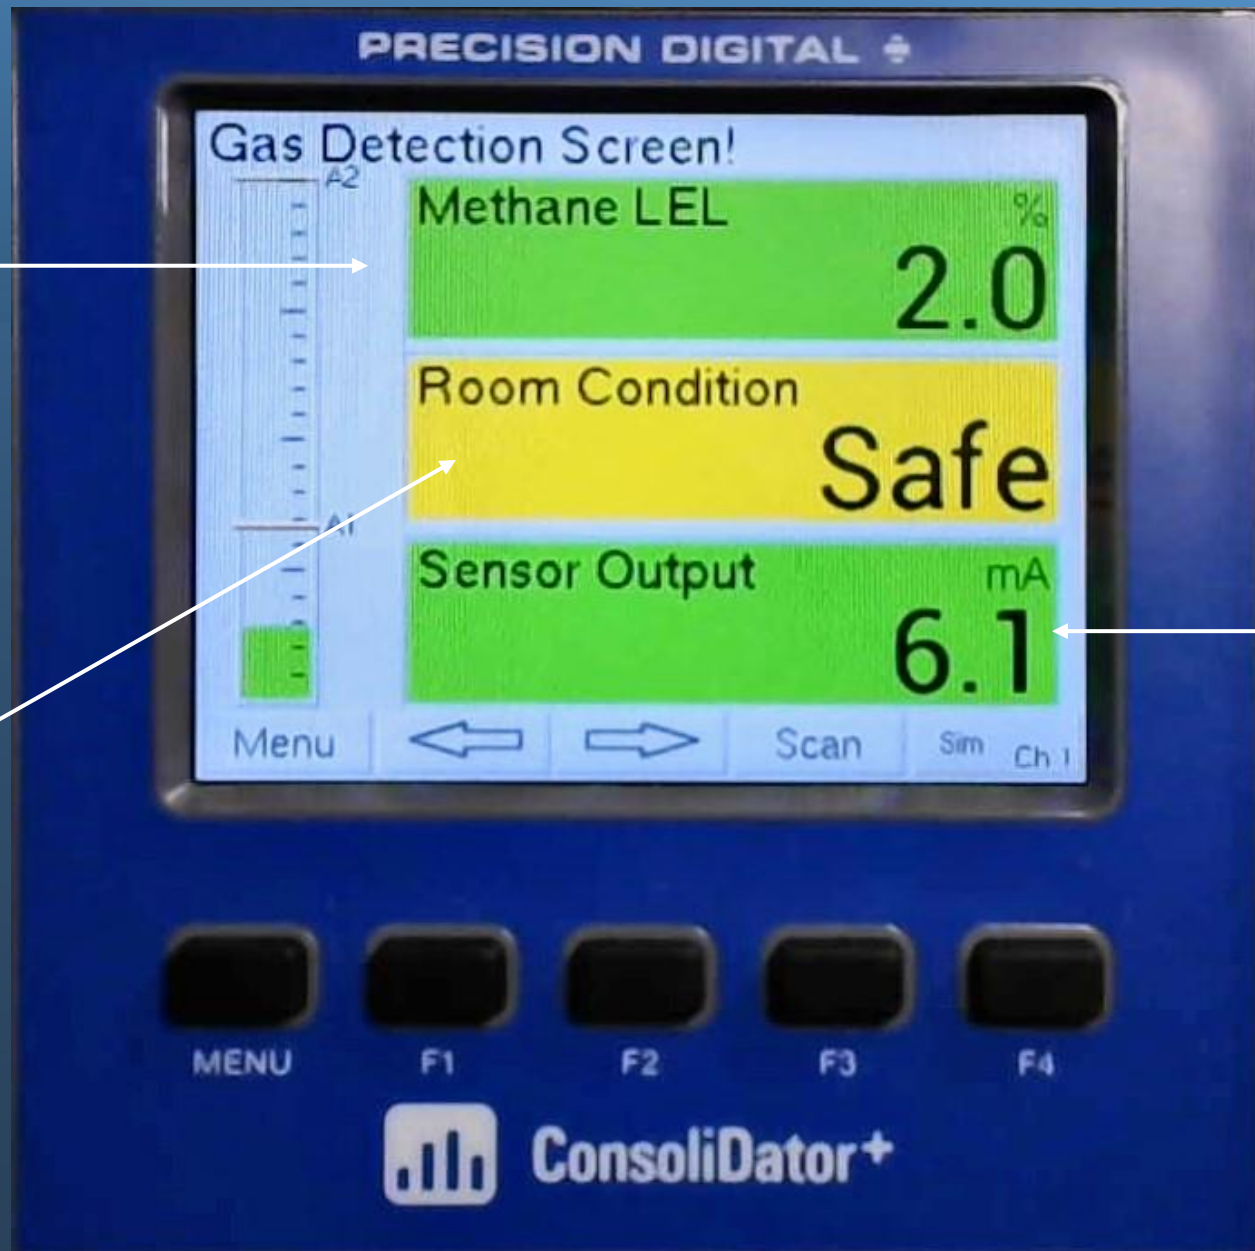 PRECISION DIGITAL
Gas Detection Screen!
A2
Methane LEL %
2.0
Room Condition
Safe
A1
Sensor Output mA
6.1
Menu Scan Sim Ch 1
MENU F1 F2 F3 F4
ConsoliDator+